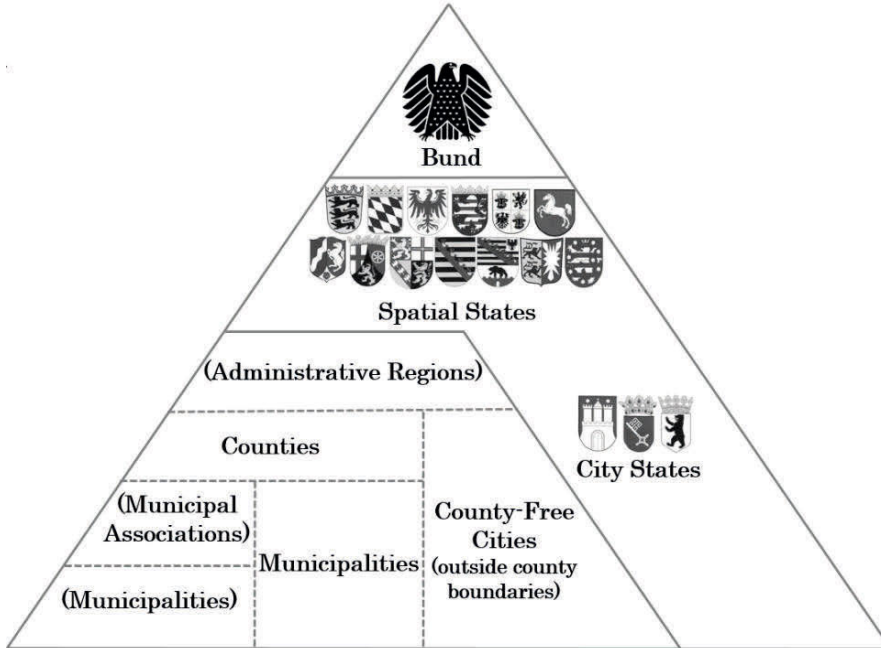 Bund
Spatial States
(Administrative Regions)
Counties
(Municipal
Associations)
(Municipalities)
Municipalities
County-Free
Cities
(outside county
boundaries)
City States